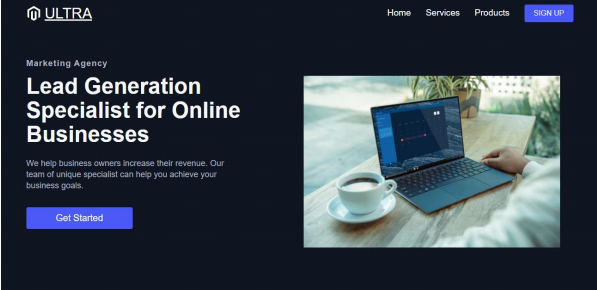 ULTRA
Home Services Products SIGN UP
Marketing Agency
Lead Generation
Specialist for Online
Businesses
We help business owners increase their revenue. Our
team of unique specialist can help you achieve your
business goals.
Get Started